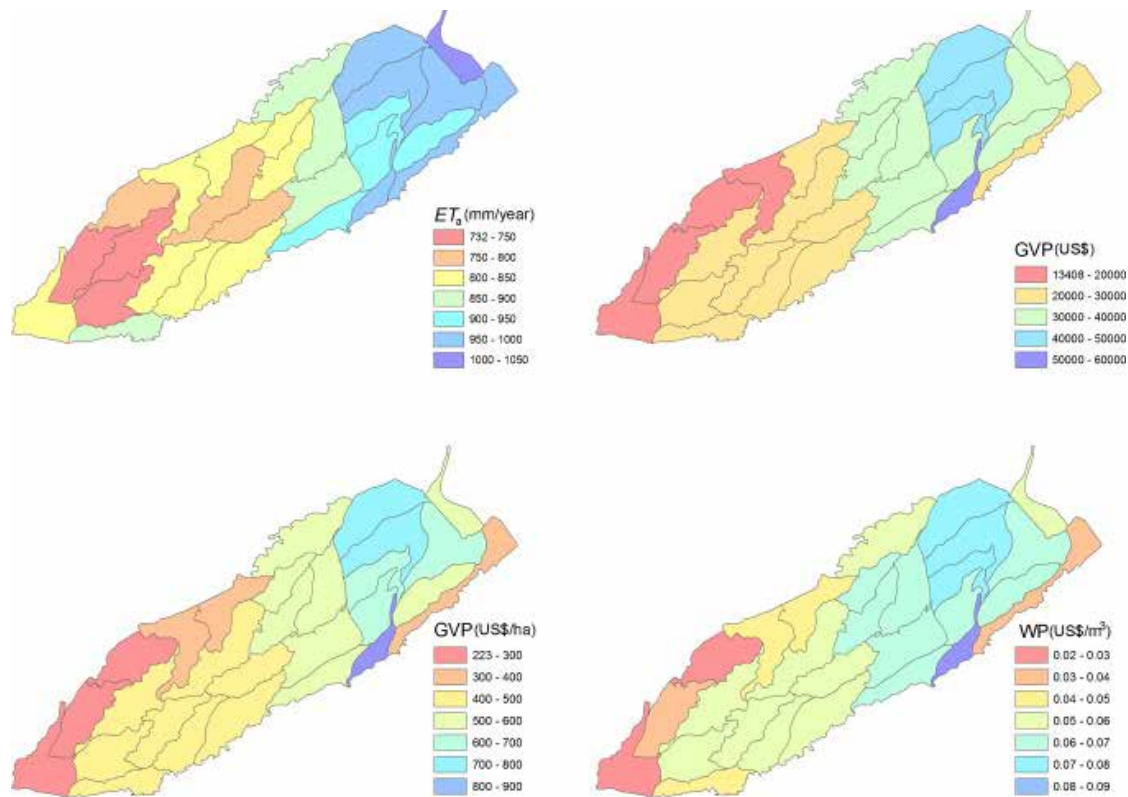 ETa (mm/year)
732 - 750
750 - 800
800 - 850
850 - 900
900 - 950
950 - 1000
1000 - 1050
GVP(US$)
13408 - 20000
20000 - 30000
30000 - 40000
40000 - 50000
50000 - 60000
GVP(US$/ha)
223 - 300
300 - 400
400 - 500
500 - 600
600 - 700
700 - 800
800 - 900
WP(US$/m³)
0.02 - 0.03
0.03 - 0.04
0.04 - 0.05
0.05 - 0.06
0.06 - 0.07
0.07 - 0.08
0.08 - 0.09